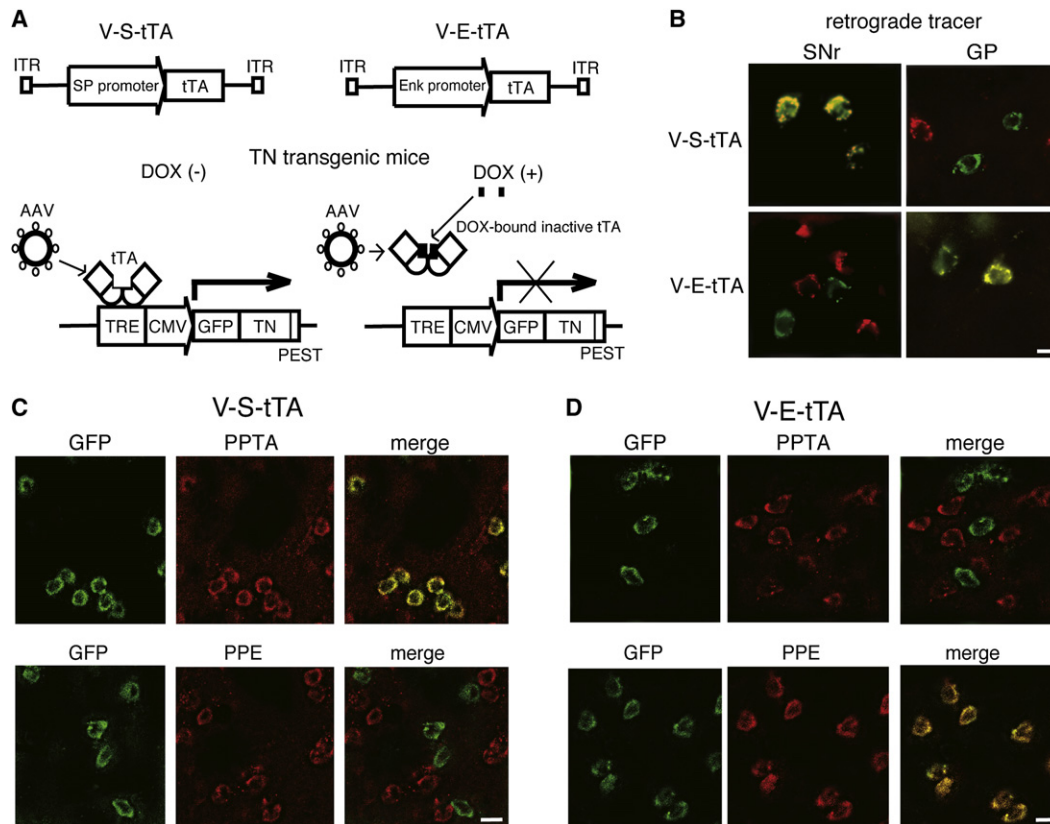 A
V-S-tTA
V-E-tTA
ITR
ITR
ITR
ITR
SP promoter
tTA
Enk promoter
tTA
TN transgenic mice
DOX (-)
DOX (+)
AAV
tTA
AAV
DOX-bound inactive tTA
TRE
CMV
GFP
TN
PEST
TRE
CMV
GFP
TN
PEST
B
retrograde tracer
SNr
GP
V-S-tTA
V-E-tTA
C
V-S-tTA
GFP
PPTA
merge
GFP
PPE
merge
D
V-E-tTA
GFP
PPTA
merge
GFP
PPE
merge